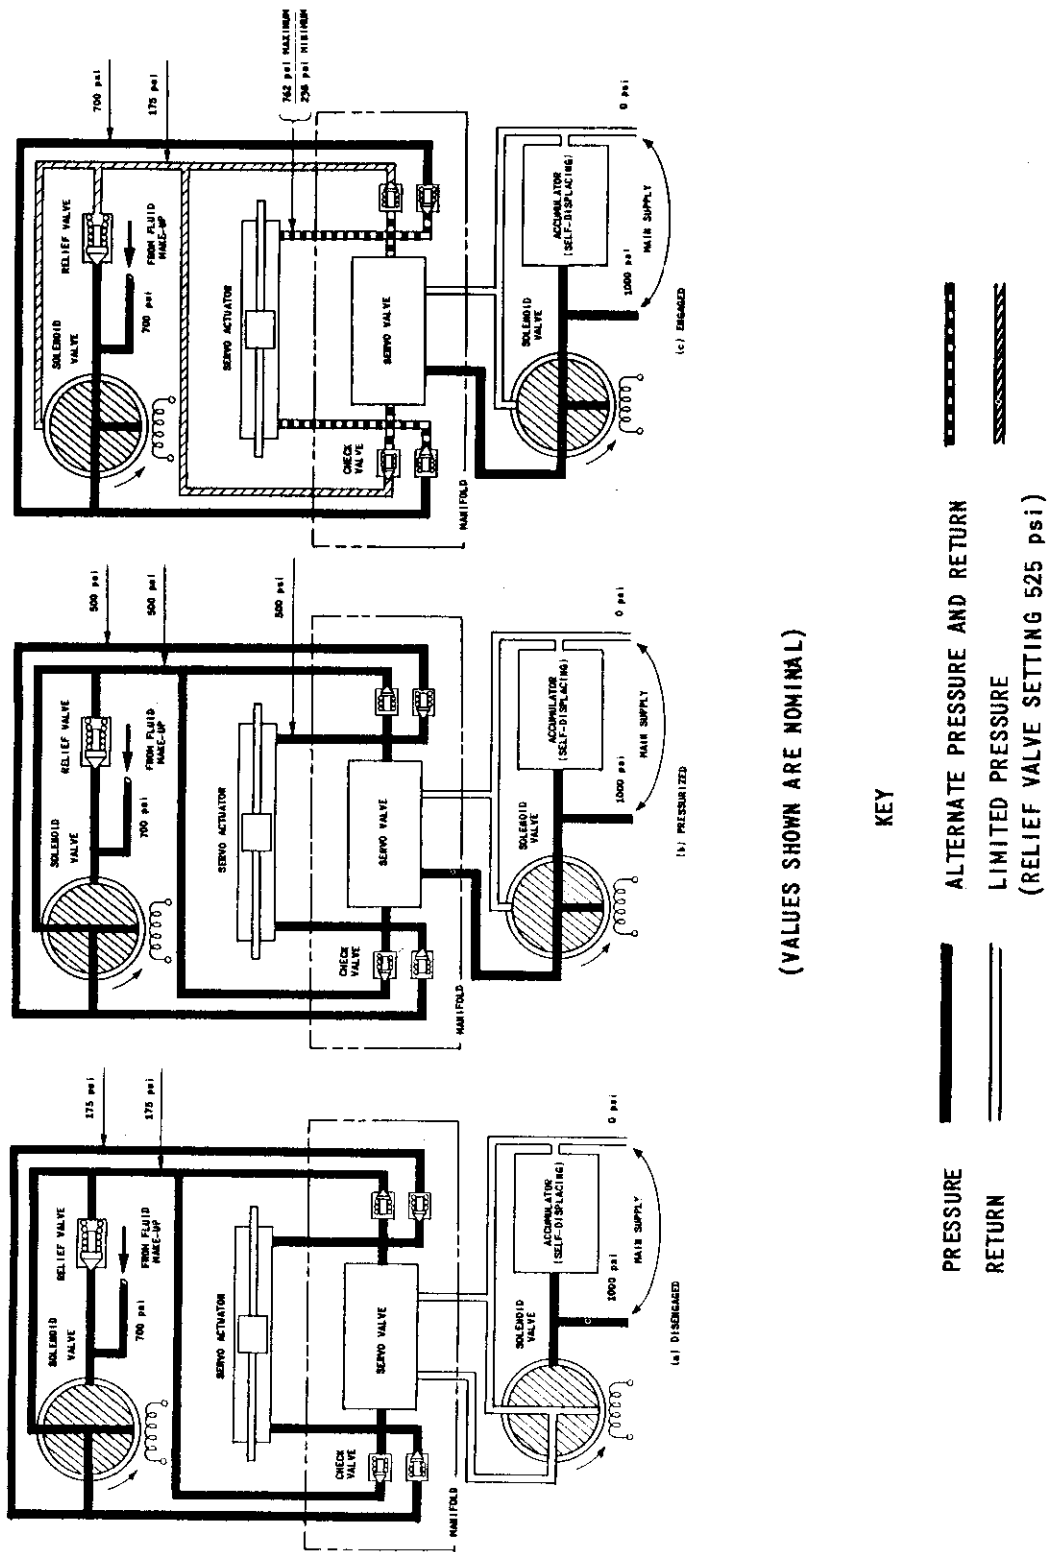 175 psi
175 psi
RELIEF VALVE
FROM FLUID
MAKE-UP
SOLENOID
VALVE
700 psi
SERVO ACTUATOR
SERVO VALVE
CHECK
VALVE
MANIFOLD
0 psi
ACCUMULATOR
(SELF-DISPLACING)
MAIN SUPPLY
1000 psi
SOLENOID
VALVE
(a) DISENGAGED
500 psi
500 psi
500 psi
RELIEF VALVE
FROM FLUID
MAKE-UP
SOLENOID
VALVE
700 psi
SERVO ACTUATOR
SERVO VALVE
CHECK
VALVE
MANIFOLD
0 psi
ACCUMULATOR
(SELF-DISPLACING)
MAIN SUPPLY
1000 psi
SOLENOID
VALVE
(b) PRESSURIZED
700 psi
175 psi
762 psi MAXIMUM
236 psi MINIMUM
RELIEF VALVE
FROM FLUID
MAKE-UP
SOLENOID
VALVE
700 psi
SERVO ACTUATOR
SERVO VALVE
CHECK
VALVE
MANIFOLD
0 psi
ACCUMULATOR
(SELF-DISPLACING)
MAIN SUPPLY
1000 psi
SOLENOID
VALVE
(c) ENGAGED
(VALUES SHOWN ARE NOMINAL)
KEY
PRESSURE
ALTERNATE PRESSURE AND RETURN
RETURN
LIMITED PRESSURE
(RELIEF VALVE SETTING 525 psi)